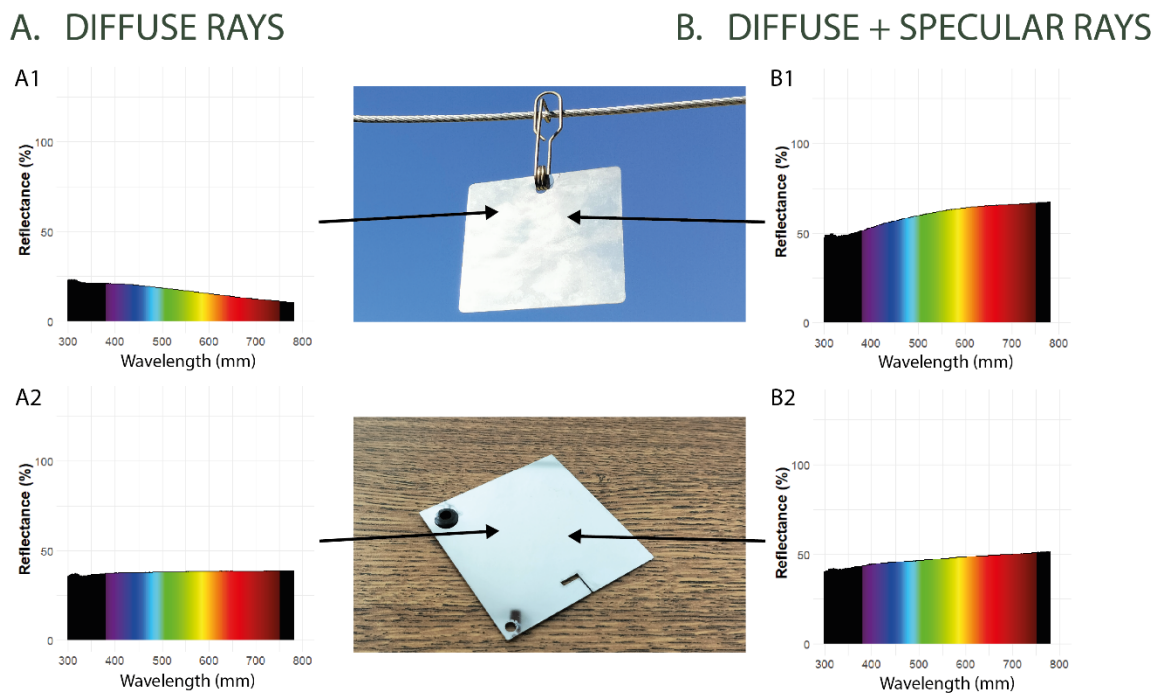 A. DIFFUSE RAYS
B. DIFFUSE + SPECULAR RAYS
A1
Reflectance (%)
100
50
0
300 400 500 600 700 800
Wavelength (mm)
B1
Reflectance (%)
100
50
0
300 400 500 600 700 800
Wavelength (mm)
A2
Reflectance (%)
100
50
0
300 400 500 600 700 800
Wavelength (mm)
B2
Reflectance (%)
100
50
0
300 400 500 600 700 800
Wavelength (mm)